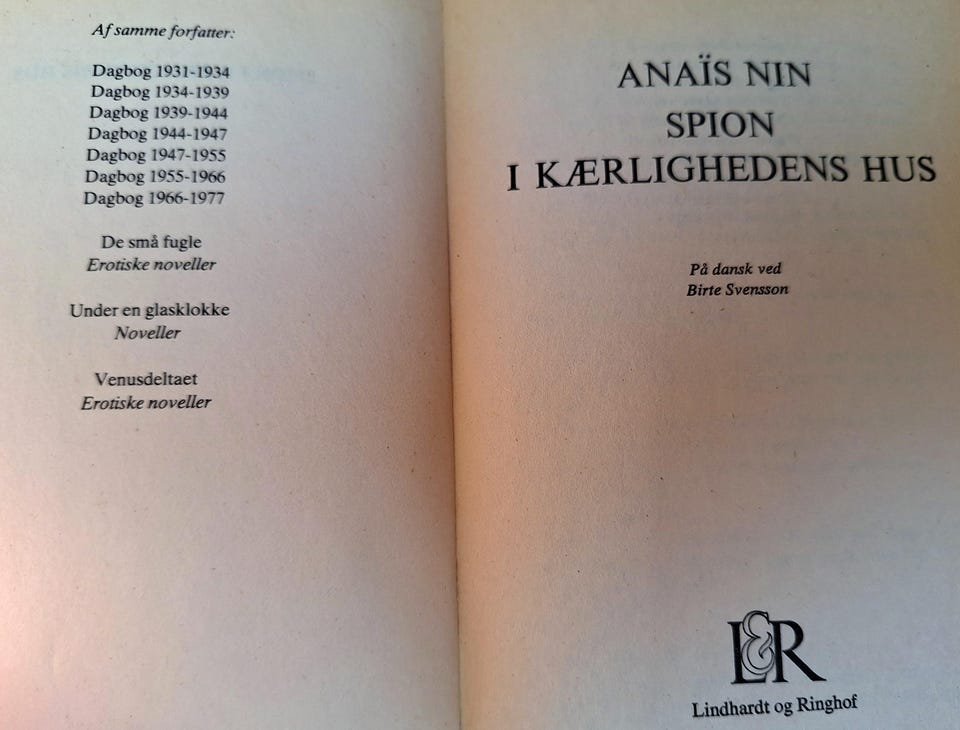 Af samme forfatter:
Dagbog 1931-1934
Dagbog 1934-1939
Dagbog 1939-1944
Dagbog 1944-1947
Dagbog 1947-1955
Dagbog 1955-1966
Dagbog 1966-1977
De små fugle
Erotiske noveller
Under en glasklokke
Noveller
Venusdeltaet
Erotiske noveller
ANAÏS NIN
SPION
I KÆRLIGHEDENS HUS
På dansk ved
Birte Svensson
L&R
Lindhardt og Ringhof